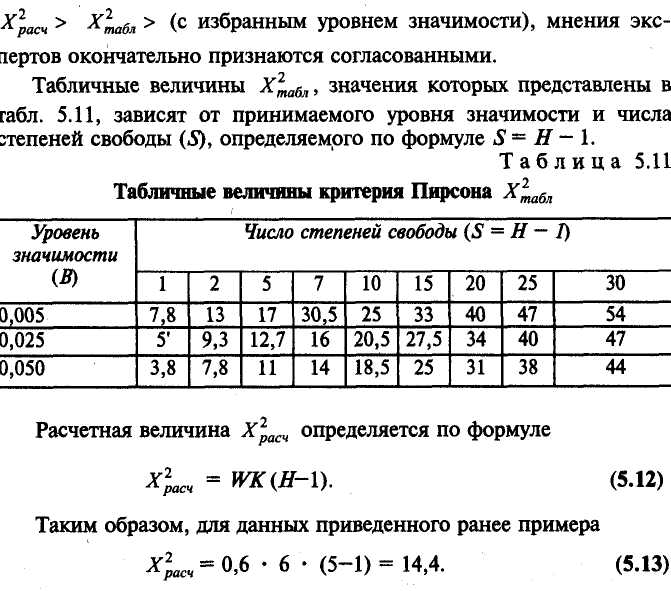 X²расч > X²табл > (с избранным уровнем значимости), мнения экс-
пертов окончательно признаются согласованными.
Табличные величины X²табл, значения которых представлены в
табл. 5.11, зависят от принимаемого уровня значимости и числа
степеней свободы (S), определяемого по формуле S = H − 1.
Таблица 5.11
Табличные величины критерия Пирсона X²табл
Уровень значимости (B) Число степеней свободы (S = H − I)
1 2 5 7 10 15 20 25 30
0,005 7,8 13 17 30,5 25 33 40 47 54
0,025 5' 9,3 12,7 16 20,5 27,5 34 40 47
0,050 3,8 7,8 11 14 18,5 25 31 38 44
Расчетная величина X²расч определяется по формуле
X²расч = WK (H−1). (5.12)
Таким образом, для данных приведенного ранее примера
X²расч = 0,6 · 6 · (5−1) = 14,4. (5.13)